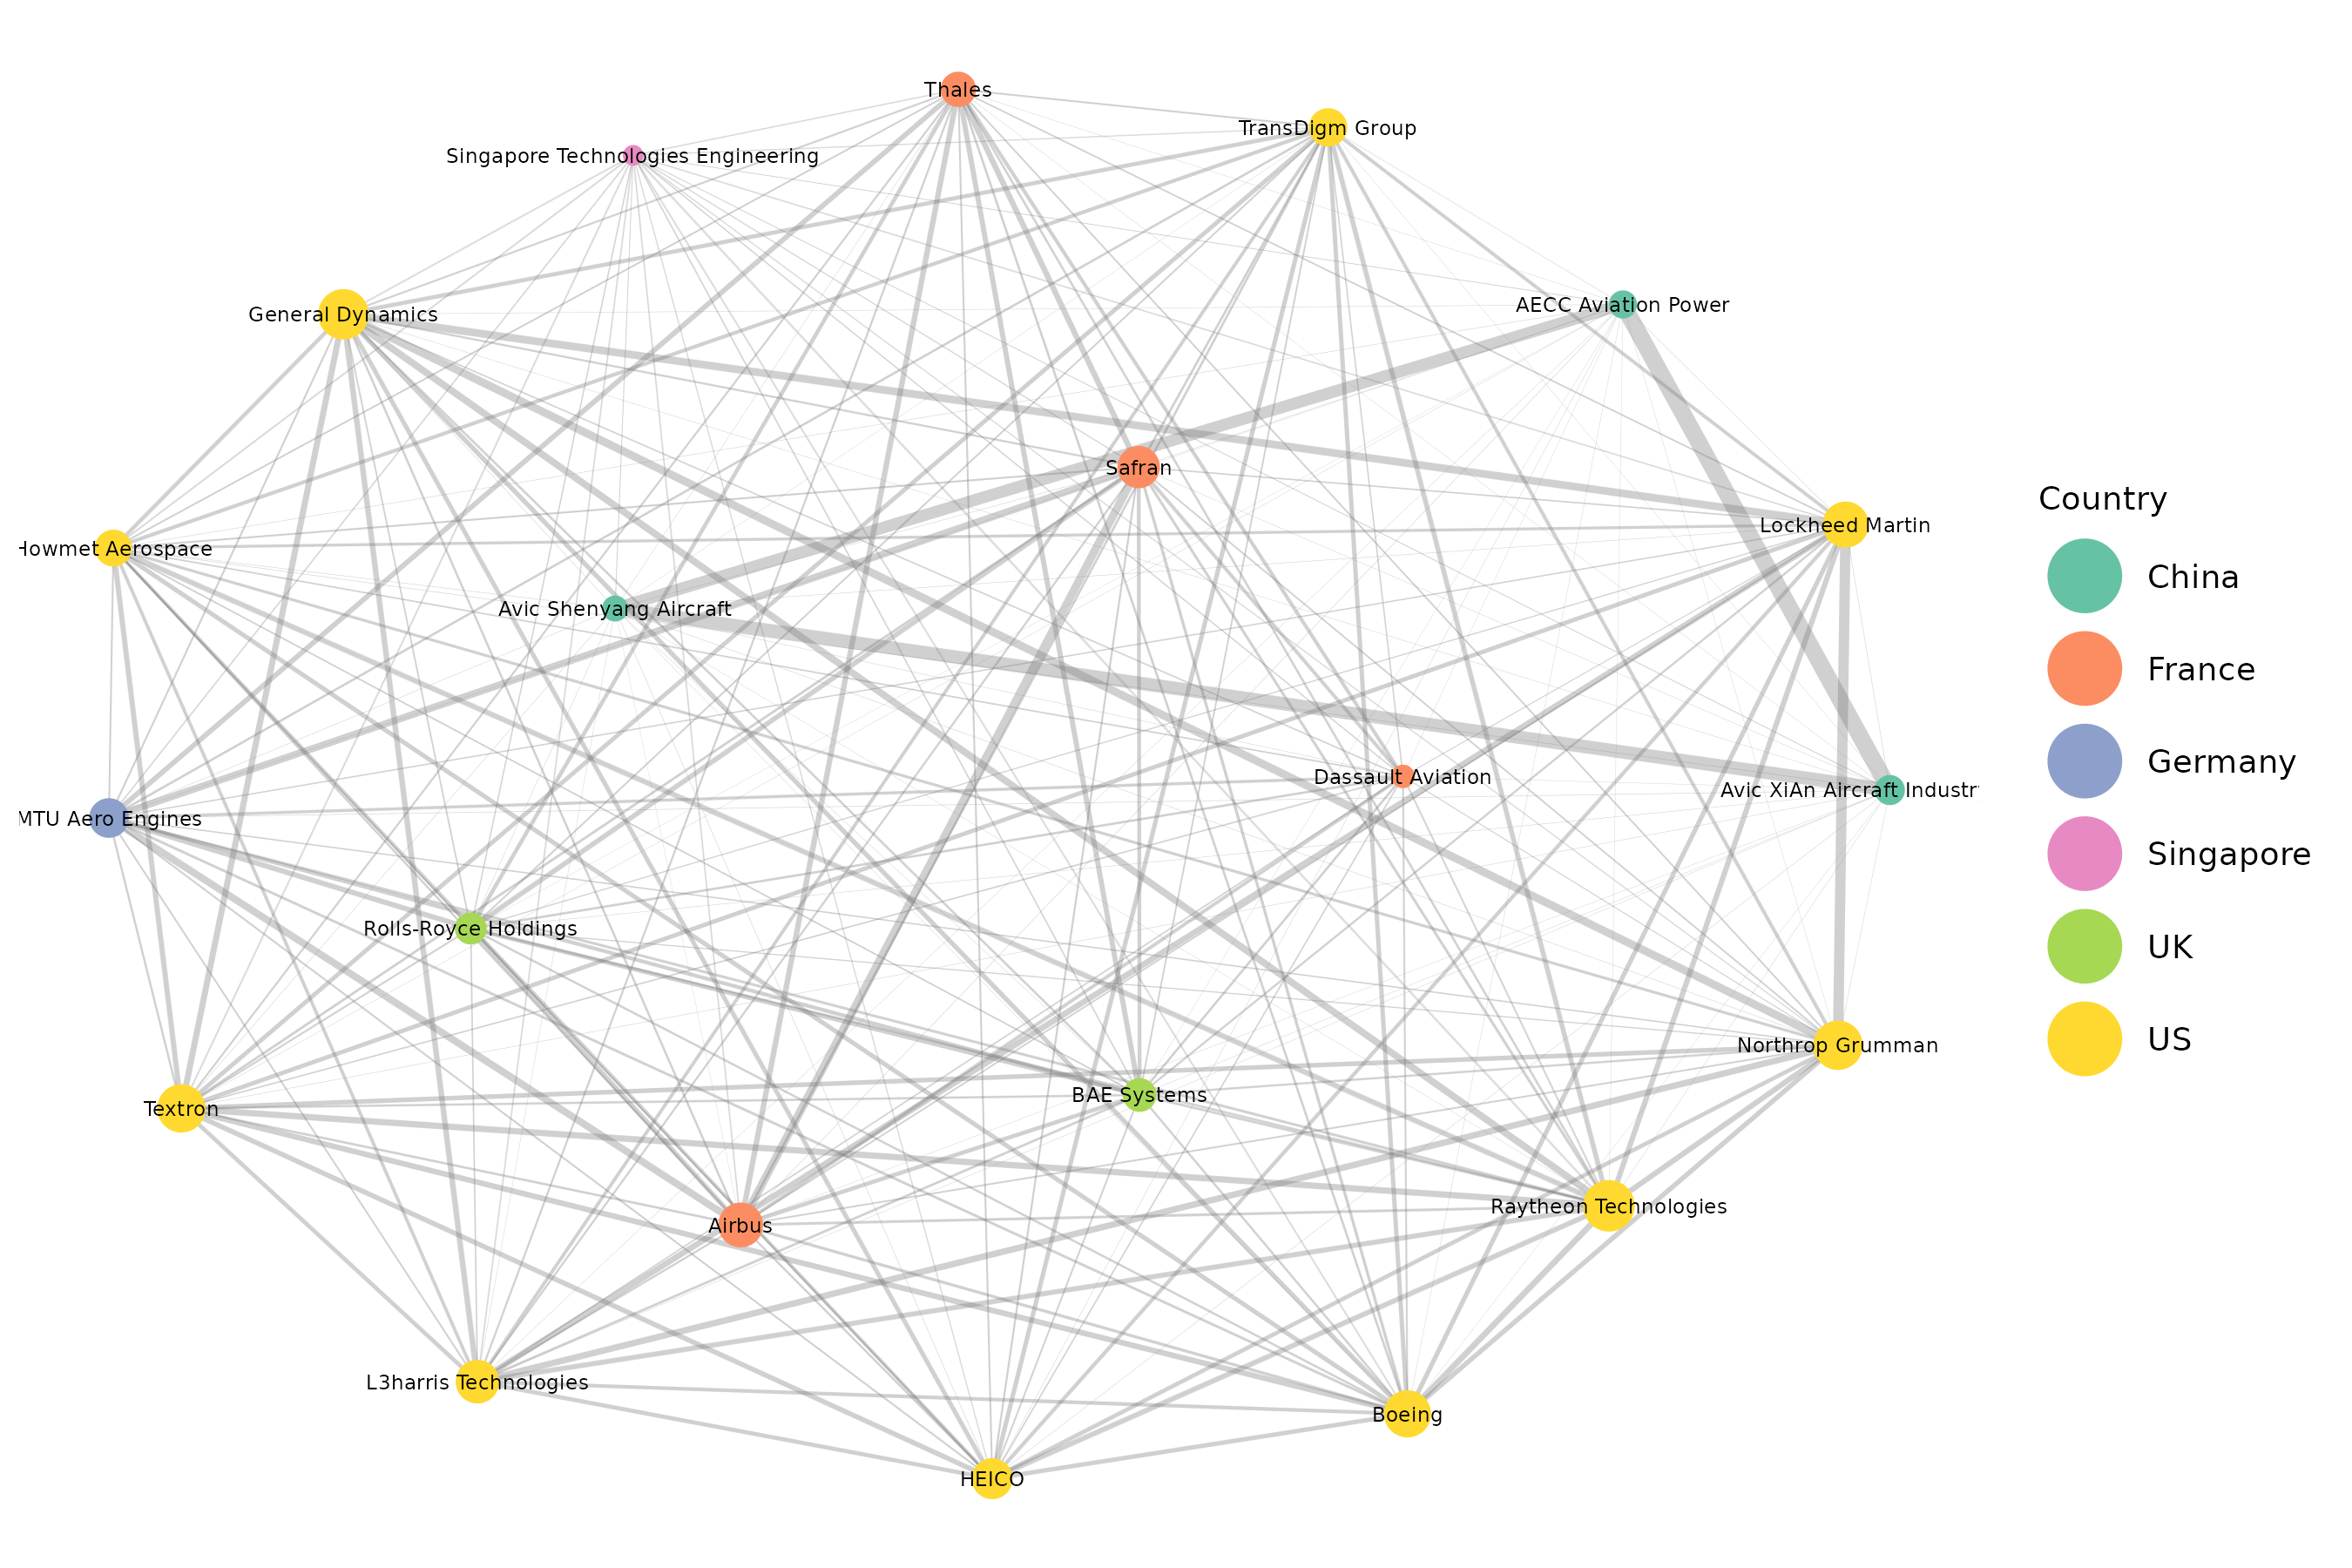 Thales
TransDigm Group
Singapore Technologies Engineering
AECC Aviation Power
General Dynamics
Safran
Lockheed Martin
Howmet Aerospace
Avic Shenyang Aircraft
Dassault Aviation
Avic XiAn Aircraft Industr
MTU Aero Engines
Rolls-Royce Holdings
Northrop Grumman
BAE Systems
Textron
Raytheon Technologies
Airbus
L3harris Technologies
Boeing
HEICO
Country
China
France
Germany
Singapore
UK
US